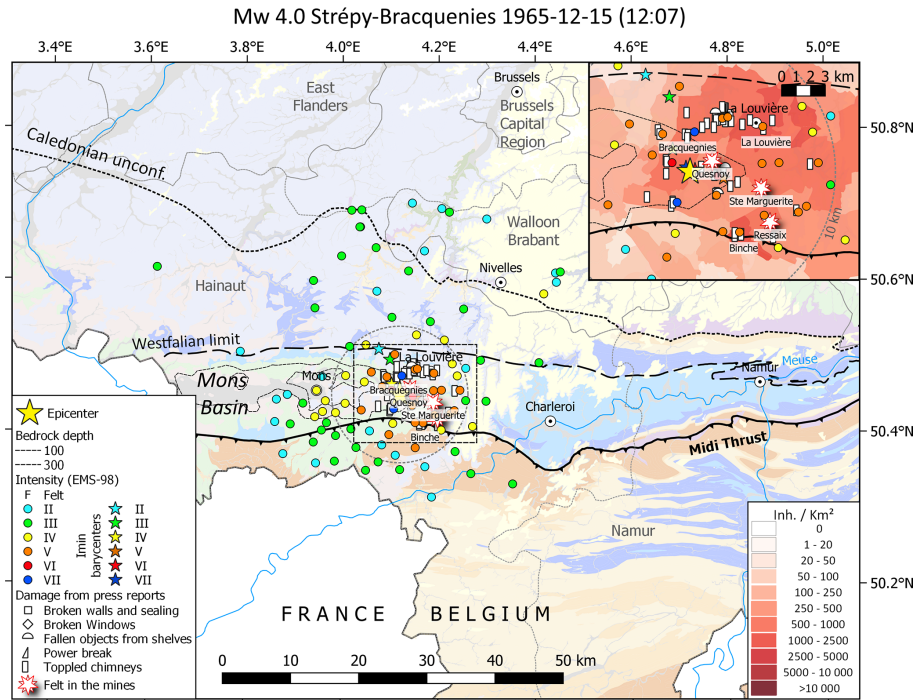 Mw 4.0 Strépy-Bracquenies 1965-12-15 (12:07)
3.4°E 3.6°E 3.8°E 4.0°E 4.2°E 4.4°E 4.6°E 4.8°E 5.0°E
50.8°N
50.6°N
50.4°N
50.2°N
East
Flanders
Brussels
Brussels
Capital
Region
Caledonian unconf.
Walloon
Brabant
Nivelles
Hainaut
Westfalian limit
Mons
Basin
Mons
La Louvière
Bracquegnies
Quesnoy
Ste Marguerite
Binche
Charleroi
Namur
Meuse
Midi Thrust
Namur
FRANCE
BELGIUM
0 10 20 30 40 50 km
0 1 2 3 km
La Louvière
La Louvière
Bracquegnies
Quesnoy
Ste Marguerite
Ressaix
Binche
10 km
Epicenter
Bedrock depth
100
300
Intensity (EMS-98)
F Felt
II II
III III
IV IV
V V
VI VI
VII VII
Imin
barycenters
Damage from press reports
Broken walls and sealing
Broken Windows
Fallen objects from shelves
Power break
Toppled chimneys
Felt in the mines
Inh. / Km²
0
1 - 20
20 - 50
50 - 100
100 - 250
250 - 500
500 - 1000
1000 - 2500
2500 - 5000
5000 - 10 000
>10 000